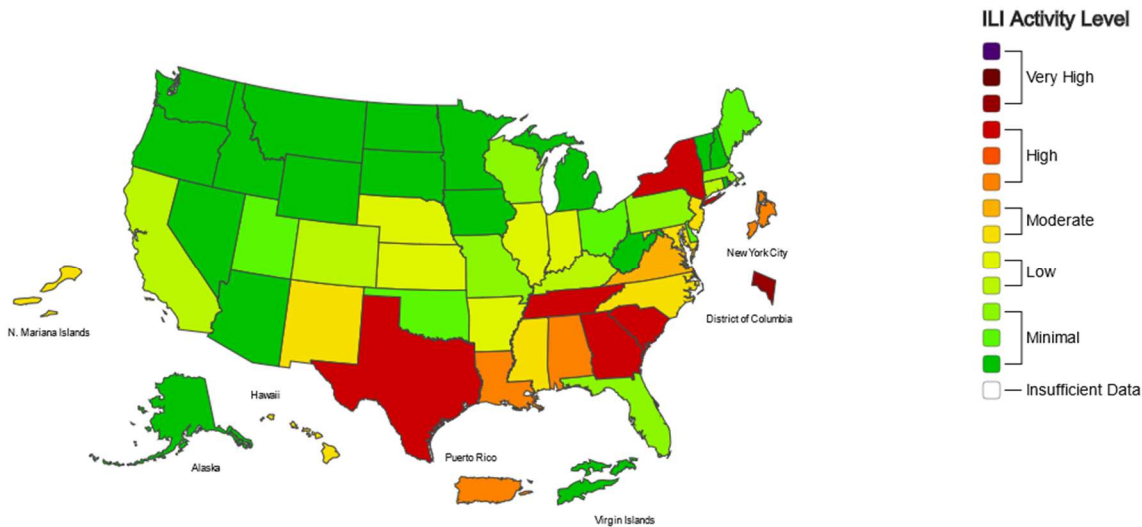 ILI Activity Level
Very High
High
Moderate
Low
Minimal
Insufficient Data
New York City
District of Columbia
N. Mariana Islands
Hawaii
Alaska
Puerto Rico
Virgin Islands